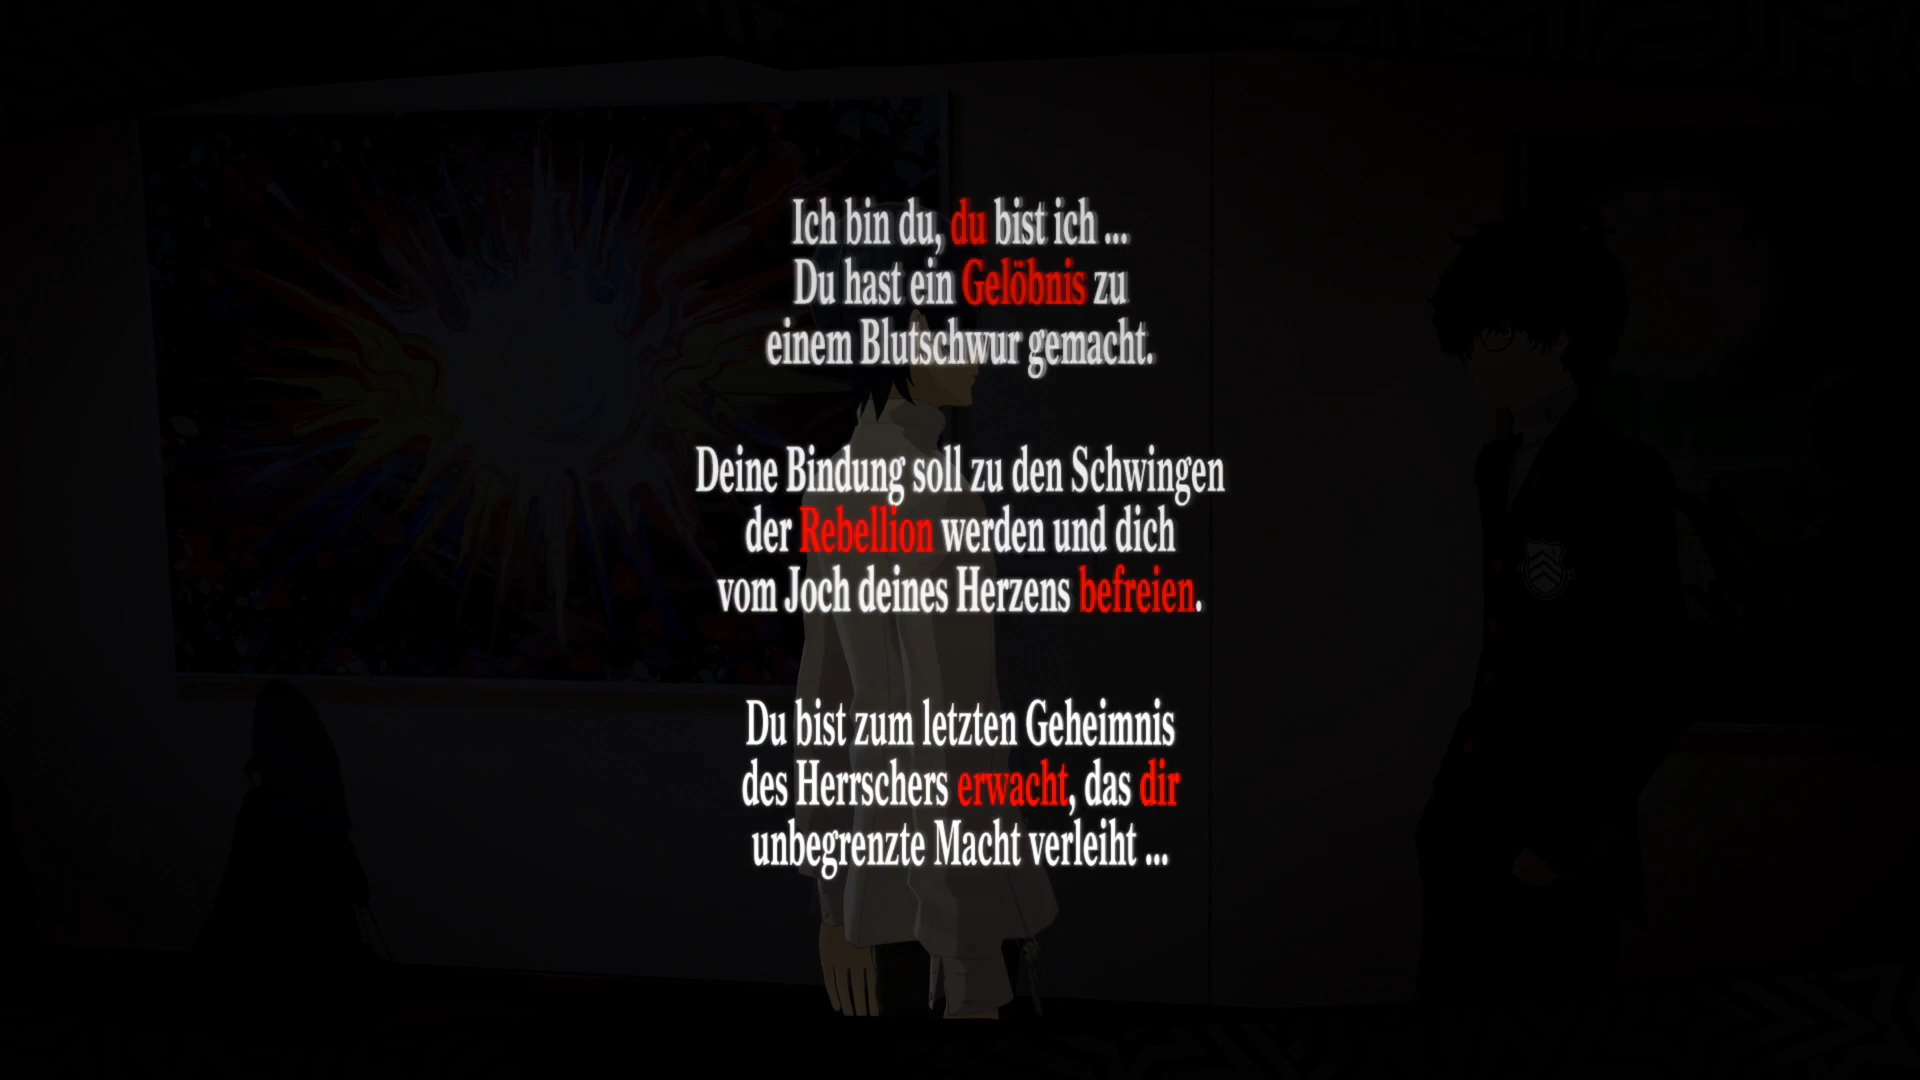 Ich bin du, du bist ich ...
Du hast ein Gelöbnis zu
einem Blutschwur gemacht.
Deine Bindung soll zu den Schwingen
der Rebellion werden und dich
vom Joch deines Herzens befreien.
Du bist zum letzten Geheimnis
des Herrschers erwacht, das dir
unbegrenzte Macht verleiht ...